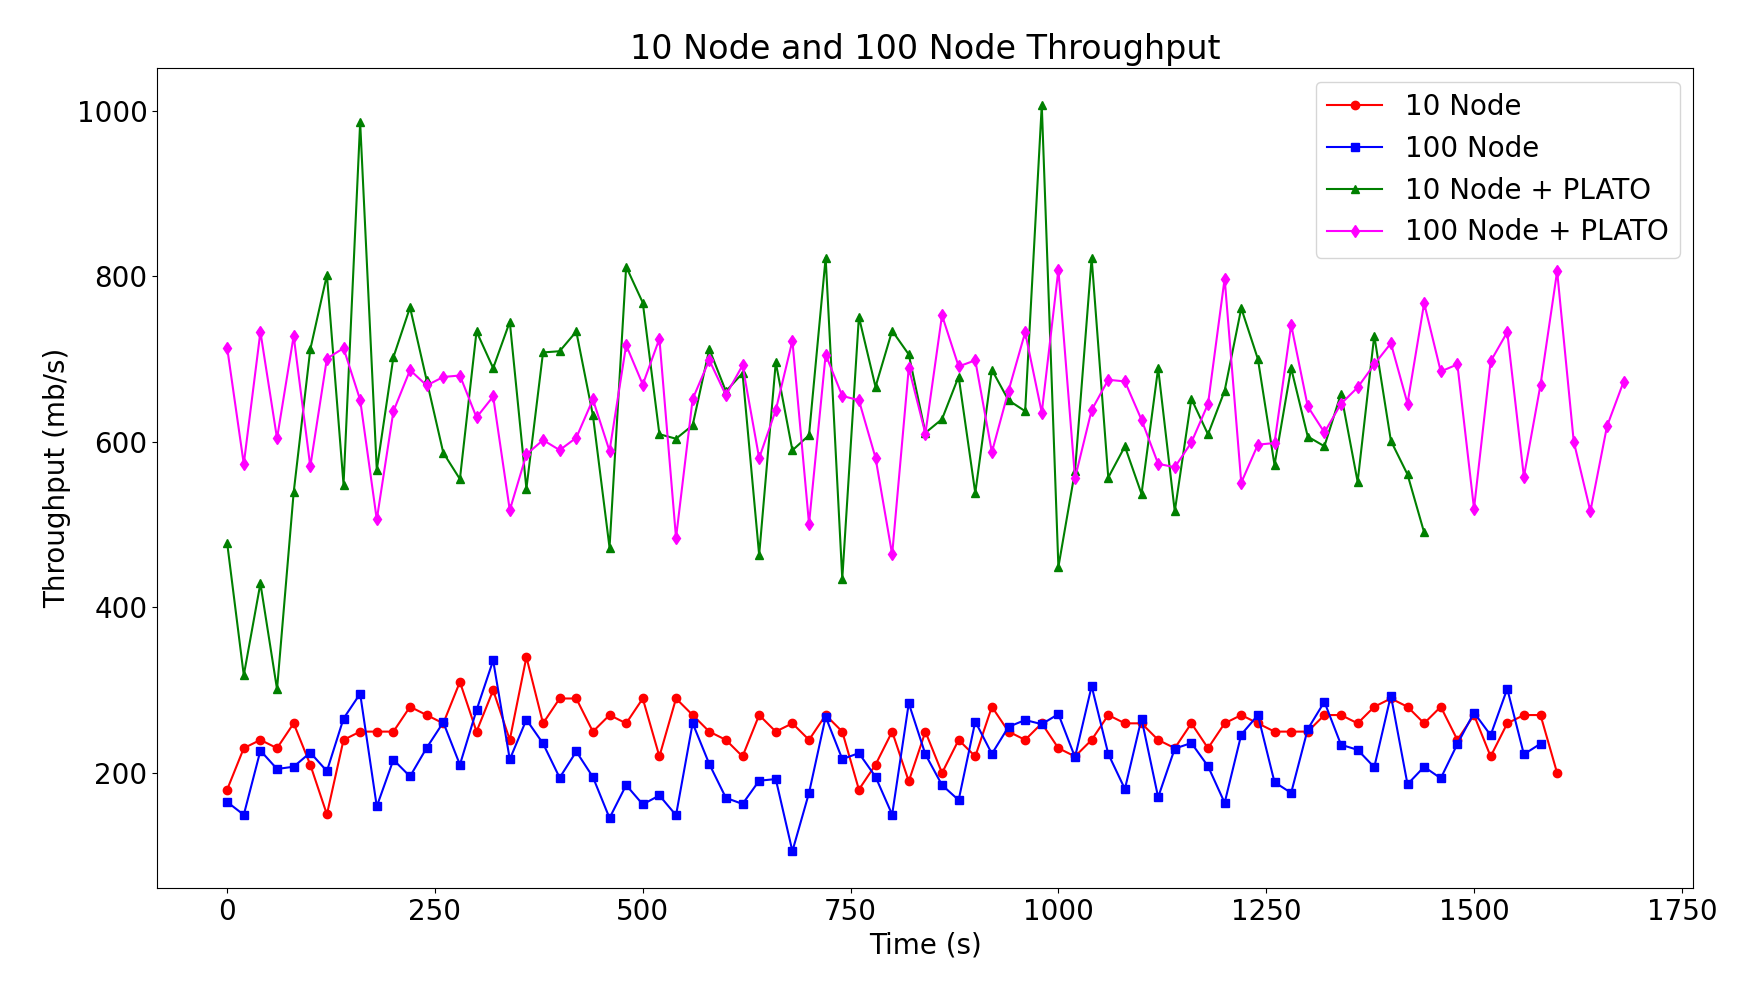 10 Node and 100 Node Throughput
10 Node
100 Node
10 Node + PLATO
100 Node + PLATO
Throughput (mb/s)
1000
800
600
400
200
0 250 500 750 1000 1250 1500 1750
Time (s)